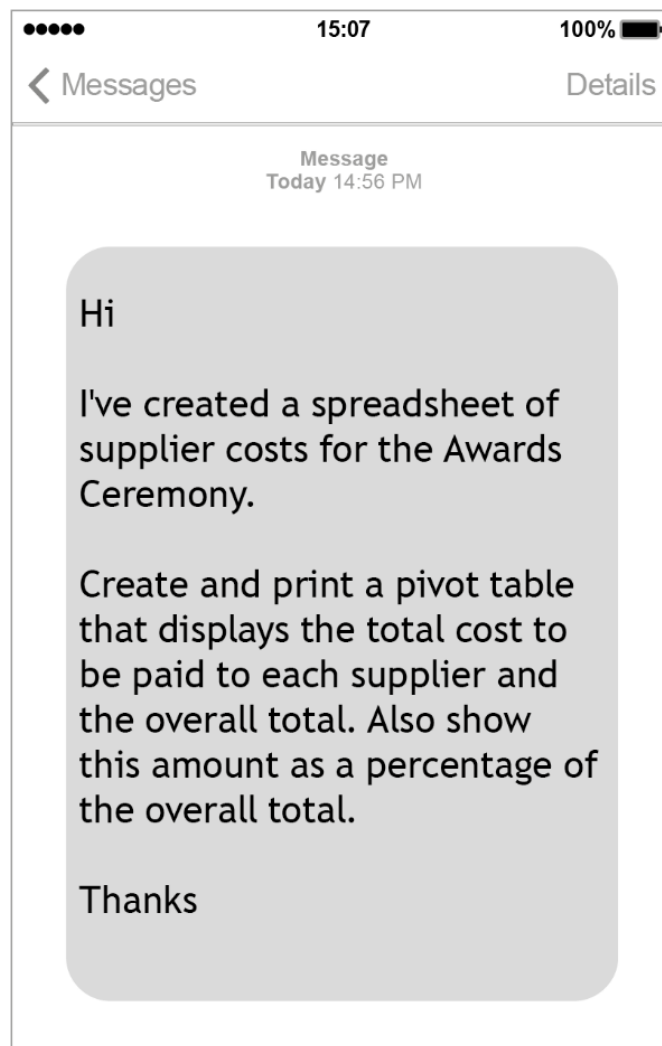 15:07 100%
Messages Details
Message
Today 14:56 PM
Hi
I've created a spreadsheet of
supplier costs for the Awards
Ceremony.
Create and print a pivot table
that displays the total cost to
be paid to each supplier and
the overall total. Also show
this amount as a percentage of
the overall total.
Thanks